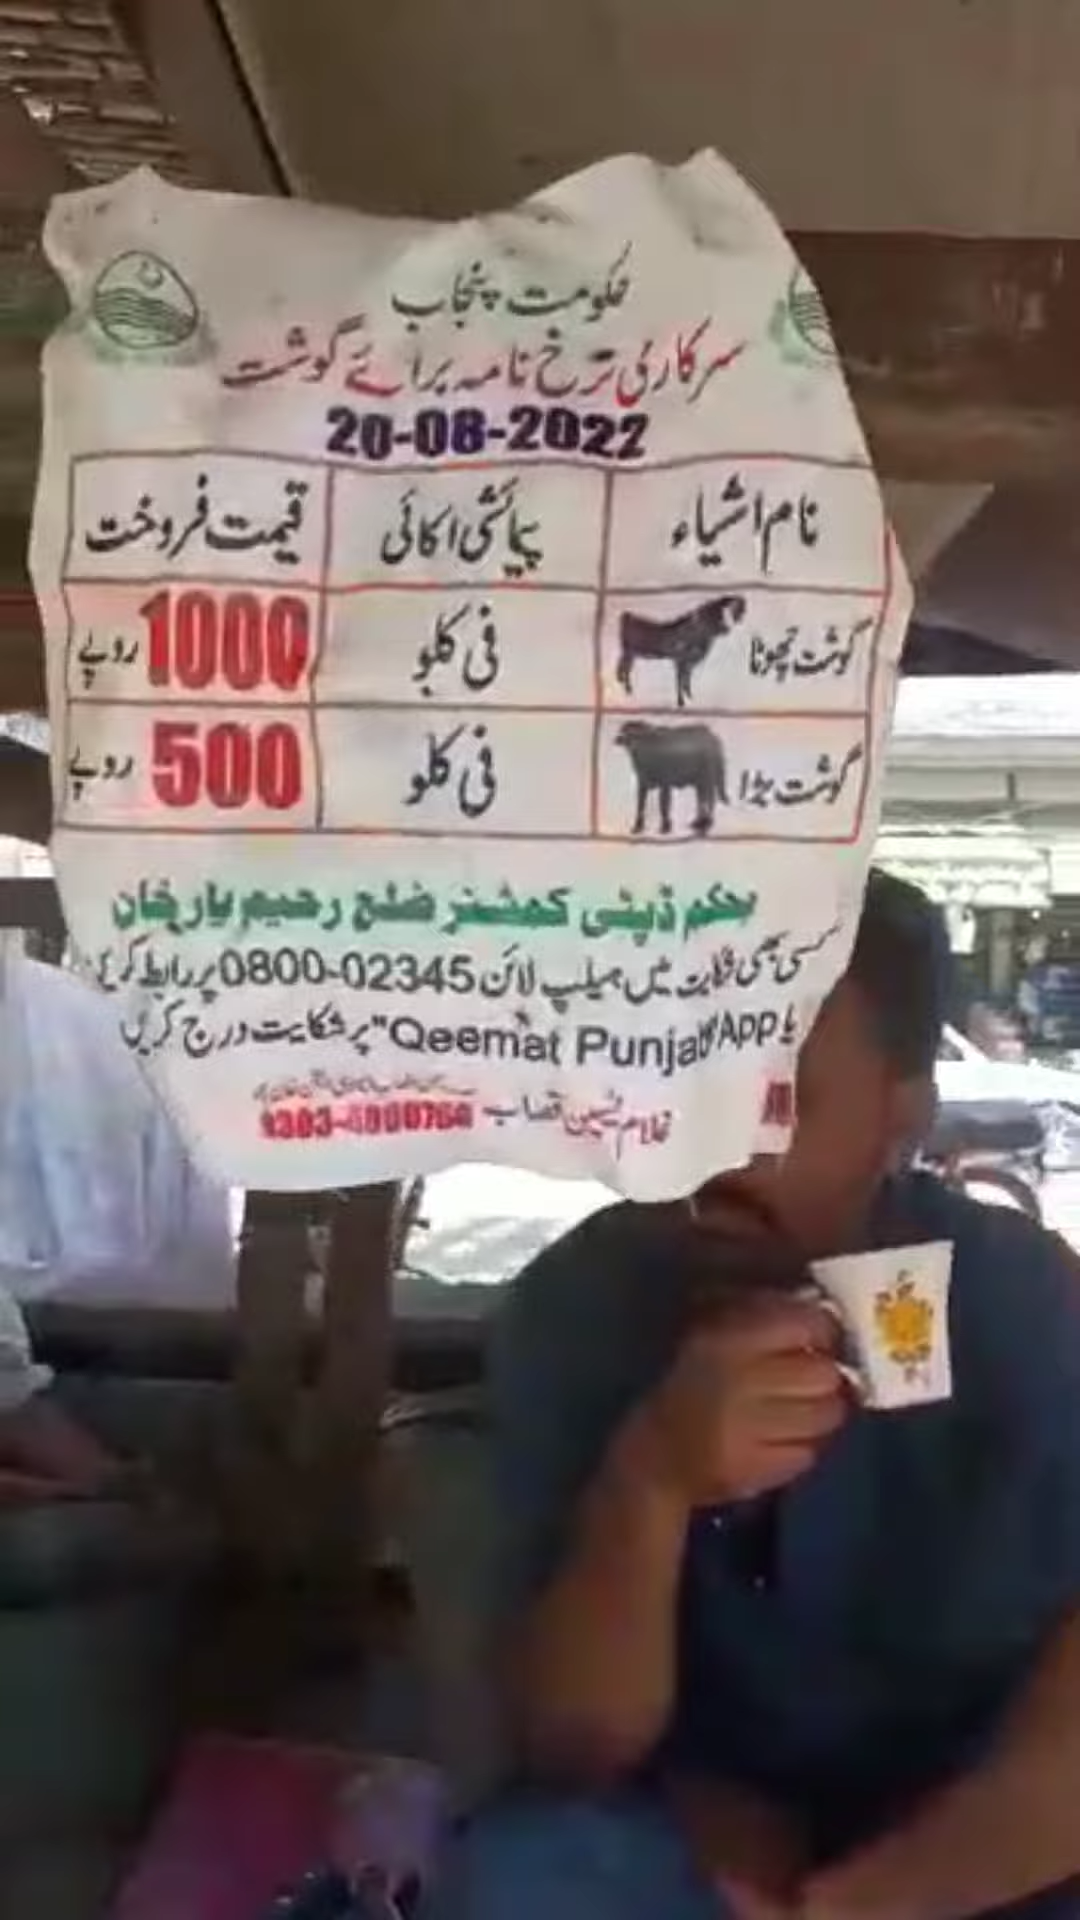 حکومت پنجاب
سرکاری نرخ نامہ برائے گوشت
20-08-2022
نام اشیاء پیمائشی اکائی قیمت فروخت
گوشت چھوٹا فی کلو 1000 روپے
گوشت بڑا فی کلو 500 روپے
بحکم ڈپٹی کمشنر ضلع رحیم یار خان
کسی بھی شکایت میں ہیلپ لائن 0800-02345 پر رابطہ کریں
یا "Qeemat Punjab App" پر شکایت درج کریں
غلام یٰسین قصاب